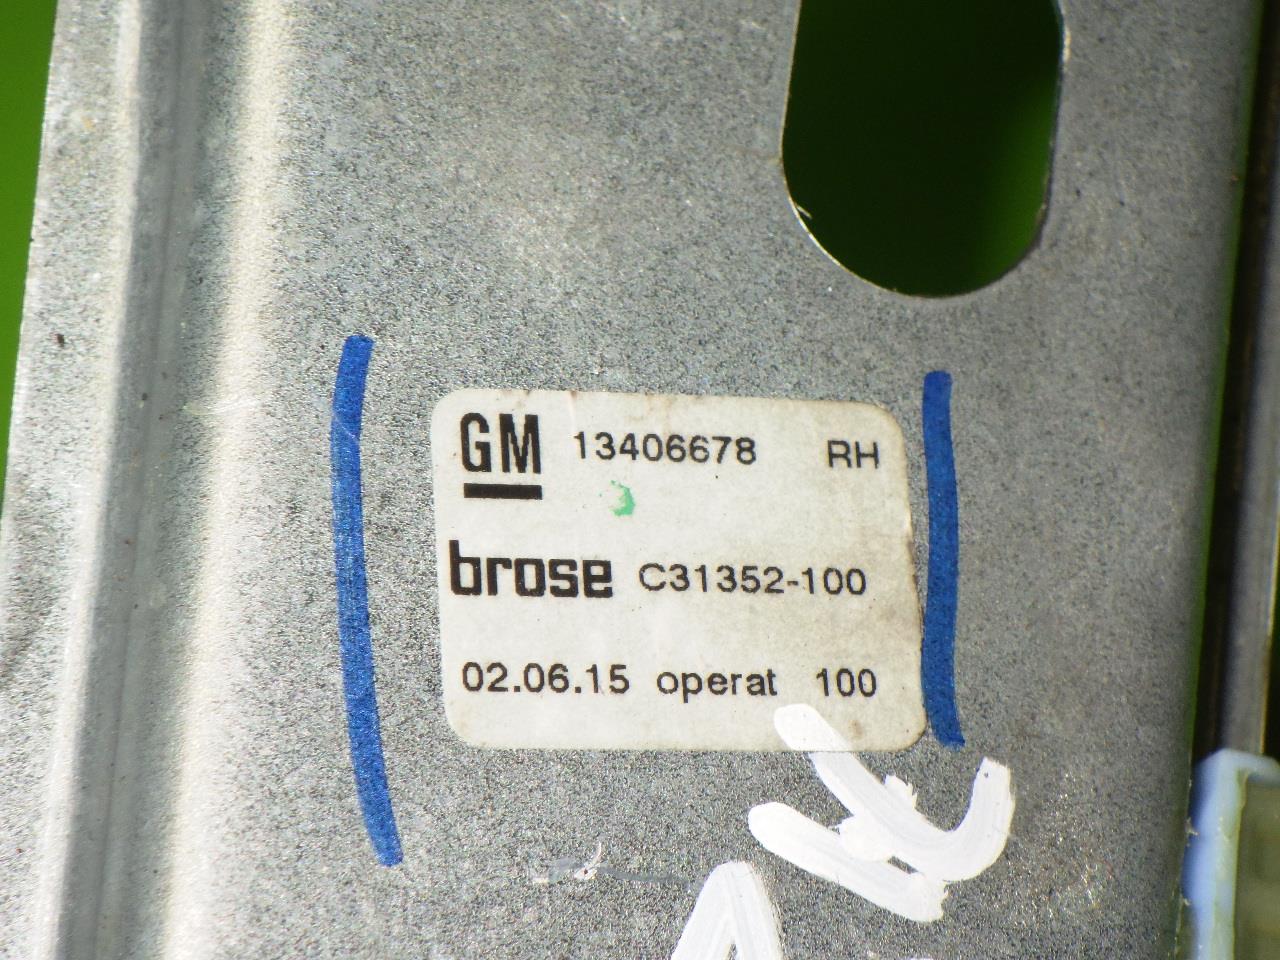 GM 13406678 RH
brose C31352-100
02.06.15 operat 100